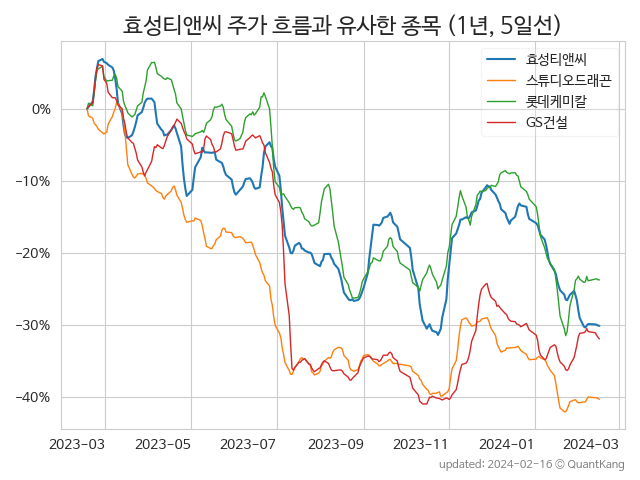 효성티앤씨 주가 흐름과 유사한 종목 (1년, 5일선)
효성티앤씨
스튜디오드래곤
롯데케미칼
GS건설
0%
−10%
−20%
−30%
−40%
2023−03
2023−05
2023−07
2023−09
2023−11
2024−01
2024−03
updated: 2024-02-16 © QuantKang